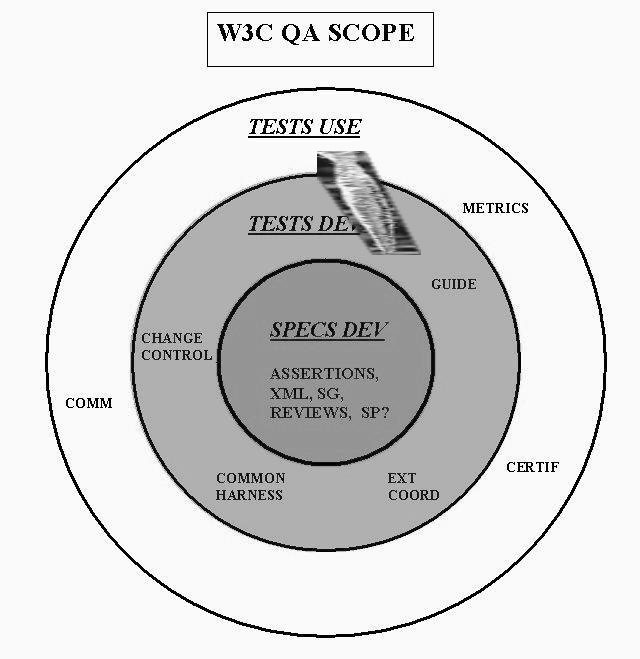 W3C QA SCOPE
TESTS USE
METRICS
TESTS
GUIDE
SPECS DEV
CHANGE
CONTROL
ASSERTIONS,
XML, SG,
REVIEWS, SP?
COMM
CERTIF
COMMON
HARNESS
EXT
COORD